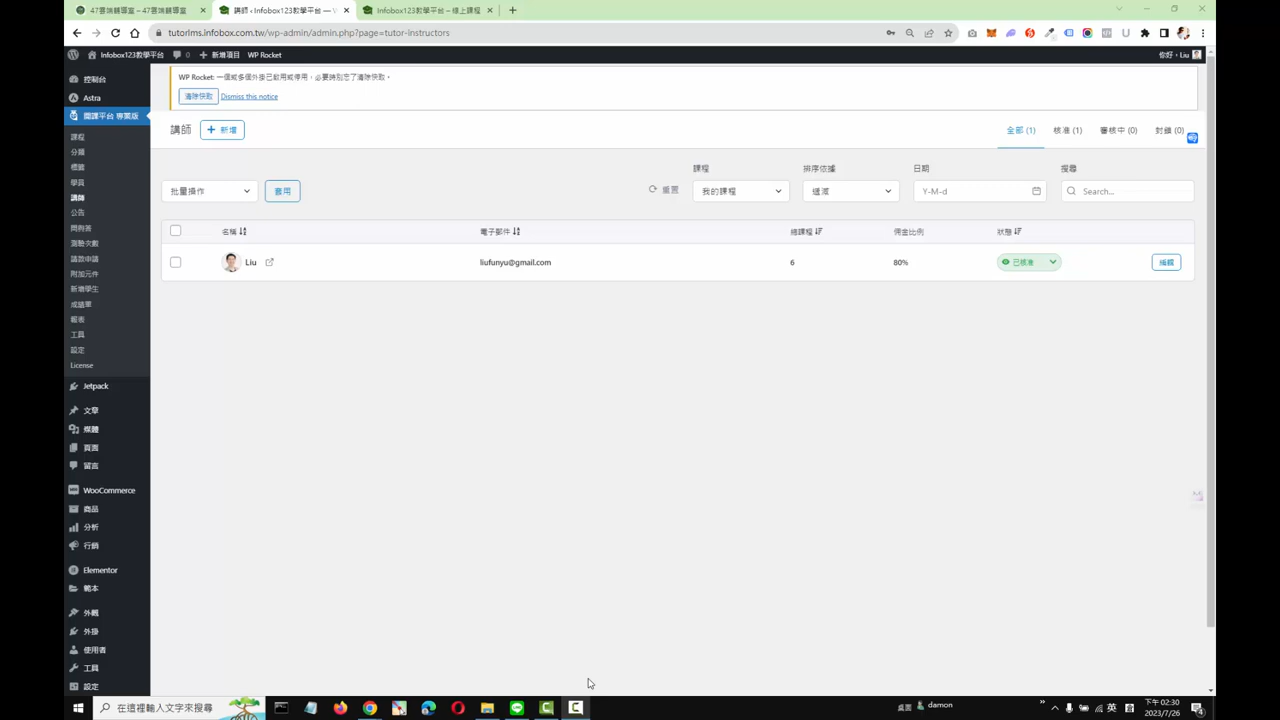 47雲端輔導室 – 47雲端輔導室
講師 ‹ Infobox123教學平台 — W
Infobox123教學平台 – 線上課程
tutorlms.infobox.com.tw/wp-admin/admin.php?page=tutor-instructors
Infobox123教學平台
0
新增項目
WP Rocket
你好，Liu
控制台
Astra
開課平台 專業版
課程
分類
標籤
學員
講師
公告
問與答
測驗次數
請款申請
附加元件
新增學生
成績單
報表
工具
設定
License
Jetpack
文章
媒體
頁面
留言
WooCommerce
商品
分析
行銷
Elementor
範本
外觀
外掛
使用者
工具
設定
WP Rocket: 一個或多個外掛已啟用或停用，必要時別忘了清除快取。
清除快取
Dismiss this notice
講師
新增
全部 (1)
核准 (1)
審核中 (0)
封鎖 (0)
批量操作
套用
重置
課程
我的課程
排序依據
遞減
日期
Y-M-d
搜尋
Search...
名稱
電子郵件
總課程
佣金比例
狀態
Liu
liufunyu@gmail.com
6
80%
已核准
編輯
在這裡輸入文字來搜尋
桌面
damon
英
下午 02:30
2023/7/26
4